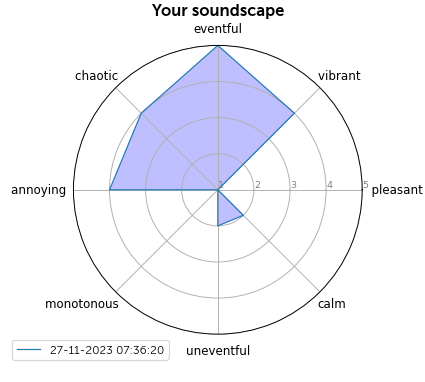 Your soundscape
eventful
chaotic
vibrant
annoying
1
2
3
4
5
pleasant
monotonous
calm
27-11-2023 07:36:20
uneventful